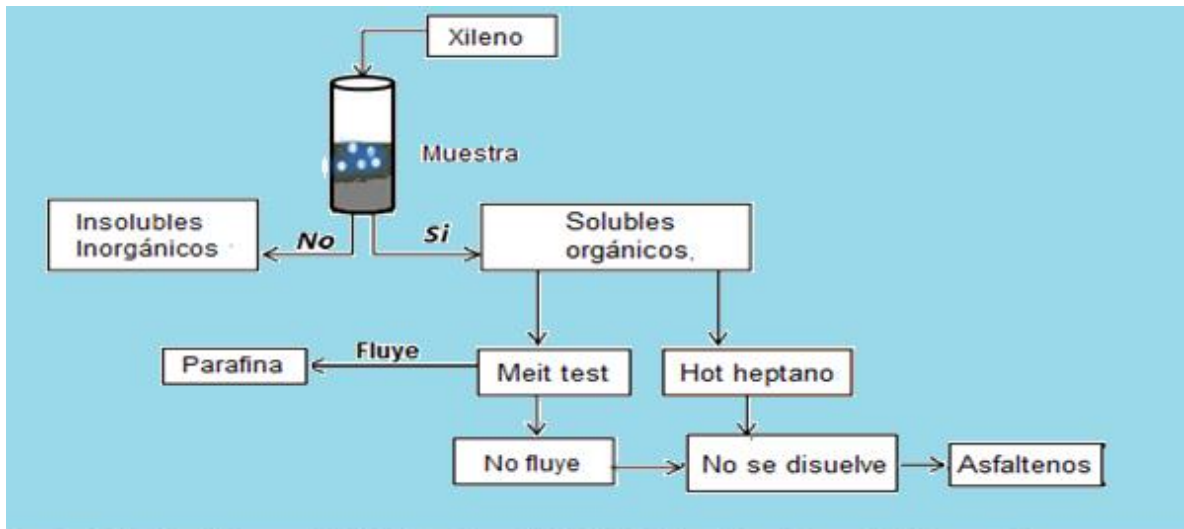 Xileno
Muestra
Insolubles
Inorgánicos
No
Si
Solubles
orgánicos,
Parafina
Fluye
Meit test
Hot heptano
No fluye
No se disuelve
Asfaltenos